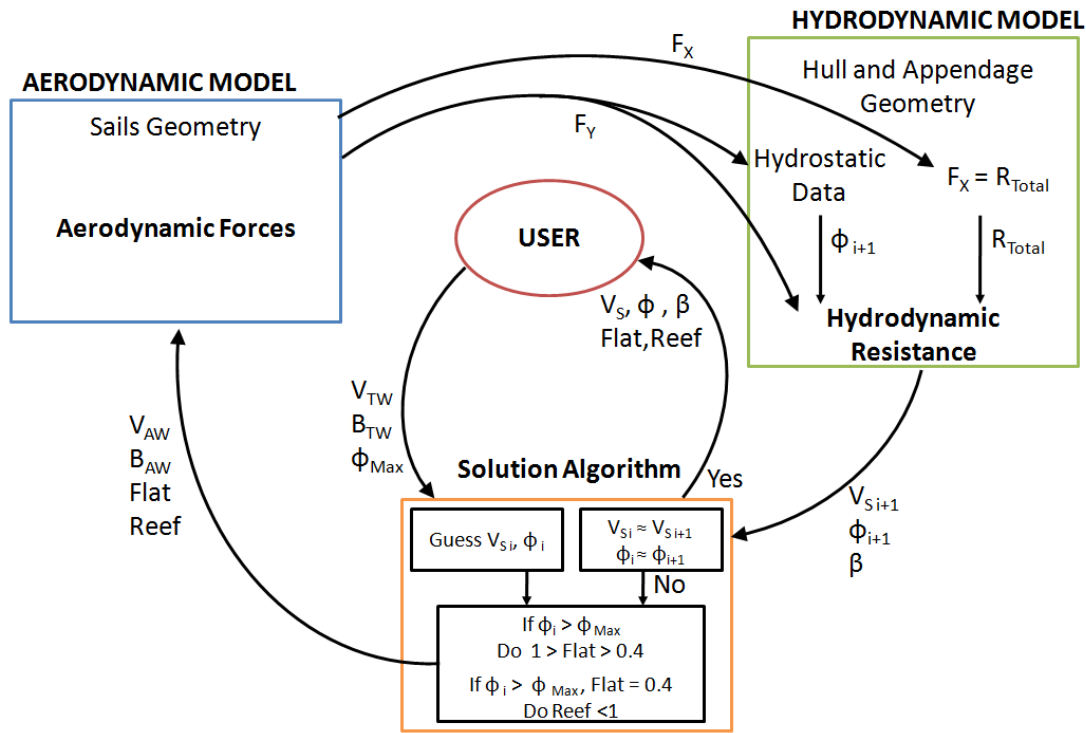 HYDRODYNAMIC MODEL
AERODYNAMIC MODEL
Sails Geometry
Aerodynamic Forces
F_X
F_Y
Hull and Appendage
Geometry
Hydrostatic
Data
F_X = R_Total
ϕ_i+1
R_Total
Hydrodynamic
Resistance
USER
V_S, ϕ , β
Flat,Reef
V_TW
B_TW
ϕ_Max
V_AW
B_AW
Flat
Reef
Solution Algorithm
Yes
V_S i+1
ϕ_i+1
β
Guess V_S i, ϕ_i
V_S i ≈ V_S i+1
ϕ_i ≈ ϕ_i+1
No
If ϕ_i > ϕ_Max
Do 1 > Flat > 0.4
If ϕ_i > ϕ_Max, Flat = 0.4
Do Reef <1